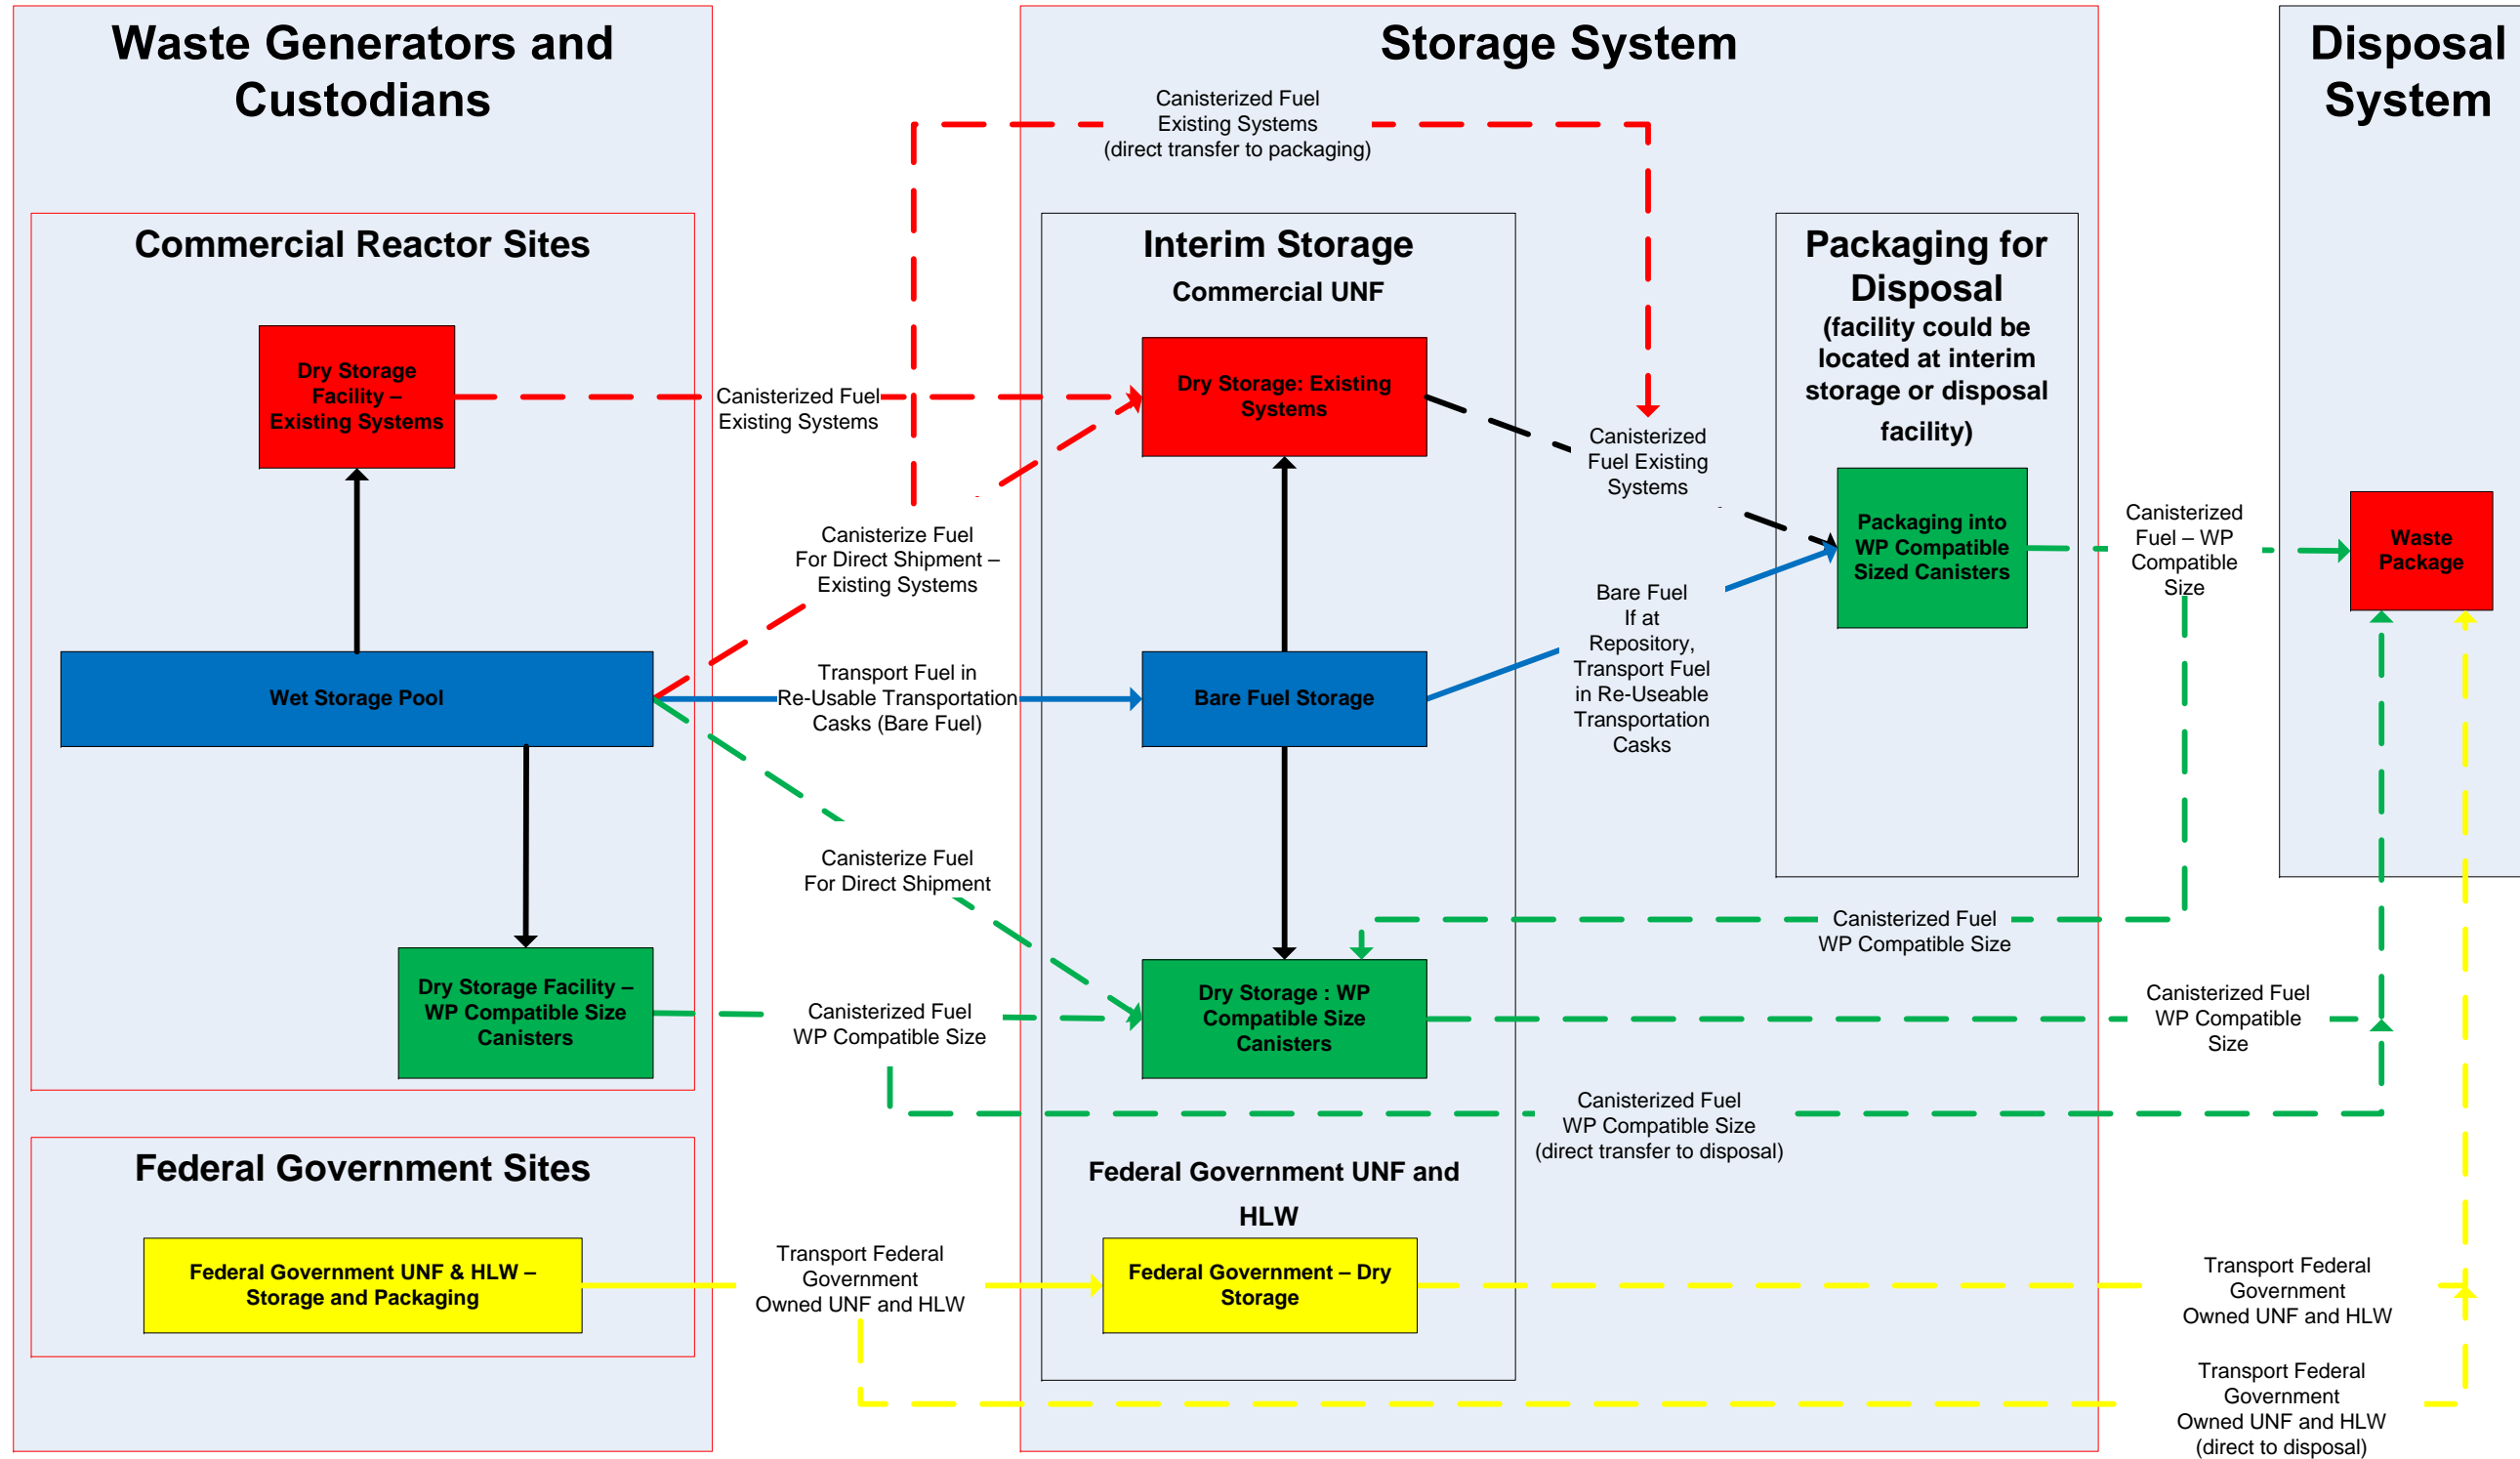 Waste Generators and
Custodians
Storage System
Disposal
System
Canisterized Fuel
Existing Systems
(direct transfer to packaging)
Commercial Reactor Sites
Interim Storage
Commercial UNF
Packaging for
Disposal
(facility could be
located at interim
storage or disposal
facility)
Dry Storage
Facility –
Existing Systems
Canisterized Fuel
Existing Systems
Dry Storage: Existing
Systems
Canisterized
Fuel Existing
Systems
Packaging into
WP Compatible
Sized Canisters
Canisterized
Fuel – WP
Compatible
Size
Waste
Package
Canisterize Fuel
For Direct Shipment –
Existing Systems
Bare Fuel
If at
Repository,
Transport Fuel
in Re-Useable
Transportation
Casks
Wet Storage Pool
Transport Fuel in
Re-Usable Transportation
Casks (Bare Fuel)
Bare Fuel Storage
Canisterize Fuel
For Direct Shipment
Canisterized Fuel
WP Compatible Size
Dry Storage Facility –
WP Compatible Size
Canisters
Canisterized Fuel
WP Compatible Size
Dry Storage : WP
Compatible Size
Canisters
Canisterized Fuel
WP Compatible
Size
Canisterized Fuel
WP Compatible Size
(direct transfer to disposal)
Federal Government Sites
Federal Government UNF and
HLW
Federal Government UNF & HLW –
Storage and Packaging
Transport Federal
Government
Owned UNF and HLW
Federal Government – Dry
Storage
Transport Federal
Government
Owned UNF and HLW
Transport Federal
Government
Owned UNF and HLW
(direct to disposal)